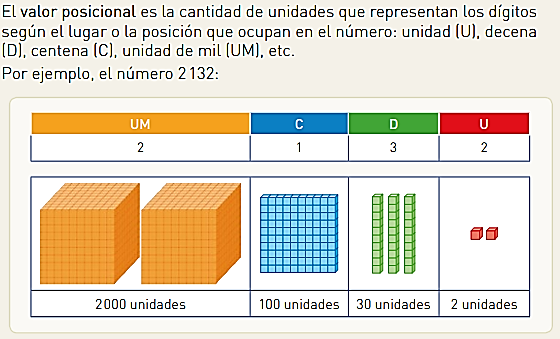 El valor posicional es la cantidad de unidades que representan los dígitos
según el lugar o la posición que ocupan en el número: unidad (U), decena
(D), centena (C), unidad de mil (UM), etc.
Por ejemplo, el número 2 132:
UM C D U
2 1 3 2
2 000 unidades 100 unidades 30 unidades 2 unidades